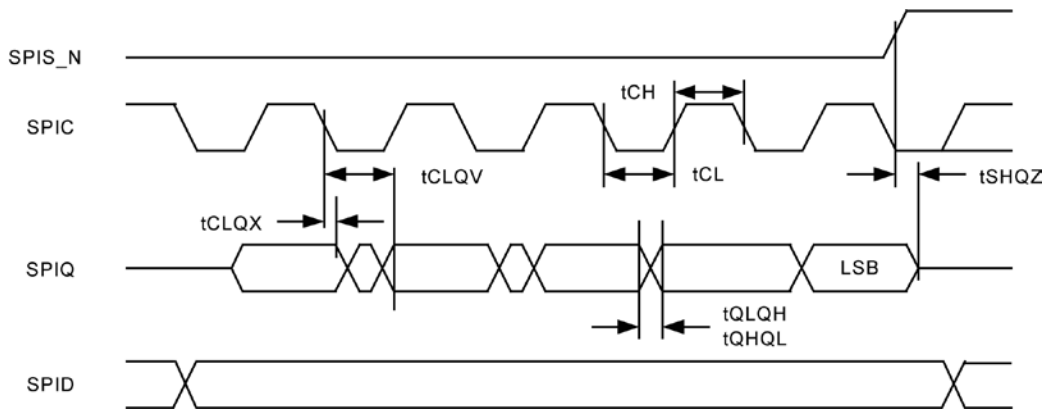 SPIS_N
tCH
SPIC
tCLQV
tCL
tSHQZ
tCLQX
SPIQ
LSB
tQLQH
tQHQL
SPID